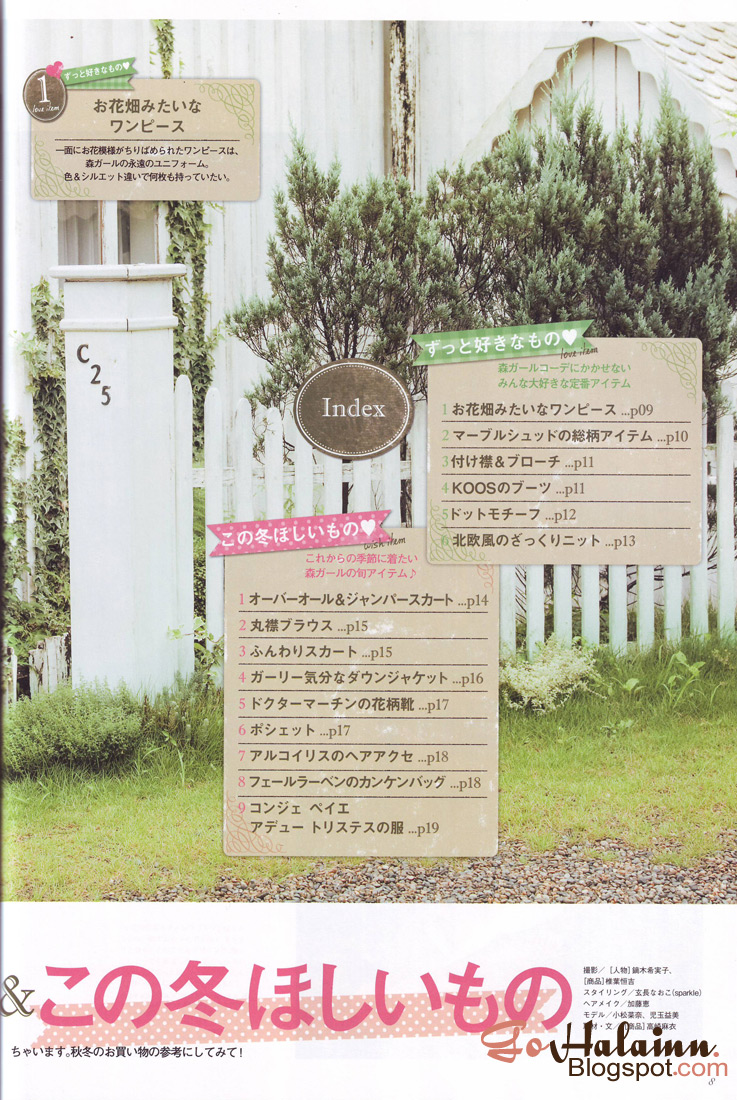 1
love item
ずっと好きなもの♥
お花畑みたいな
ワンピース
一面にお花模様がちりばめられたワンピースは、
森ガールの永遠のユニフォーム。
色＆シルエット違いで何枚も持っていたい。
C25
Index
ずっと好きなもの♥
love item
森ガールコーデにかかせない
みんな大好きな定番アイテム
1 お花畑みたいなワンピース ...p09
2 マーブルシュッドの総柄アイテム ...p10
3 付け襟＆ブローチ ...p11
4 KOOSのブーツ ...p11
5 ドットモチーフ ...p12
6 北欧風のざっくりニット ...p13
この冬ほしいもの♥
wish item
これからの季節に着たい
森ガールの旬アイテム♪
1 オーバーオール＆ジャンパースカート ...p14
2 丸襟ブラウス ...p15
3 ふんわりスカート ...p15
4 ガーリー気分なダウンジャケット ...p16
5 ドクターマーチンの花柄靴 ...p17
6 ポシェット ...p17
7 アルコイリスのヘアアクセ ...p18
8 フェールラーベンのカンケンバッグ ...p18
9 コンジェ ペイエ
アデュー トリステスの服 ...p19
&この冬ほしいもの
ちゃいます。秋冬のお買い物の参考にしてみて！
撮影／［人物］鏑木希実子、
［商品］椎葉恒吉
スタイリング／玄長なおこ(sparkle)
ヘアメイク／加藤恵
モデル／小松菜奈、児玉益美
取材・文／［商品］高崎麻衣
GoHalainn.
Blogspot.com
8